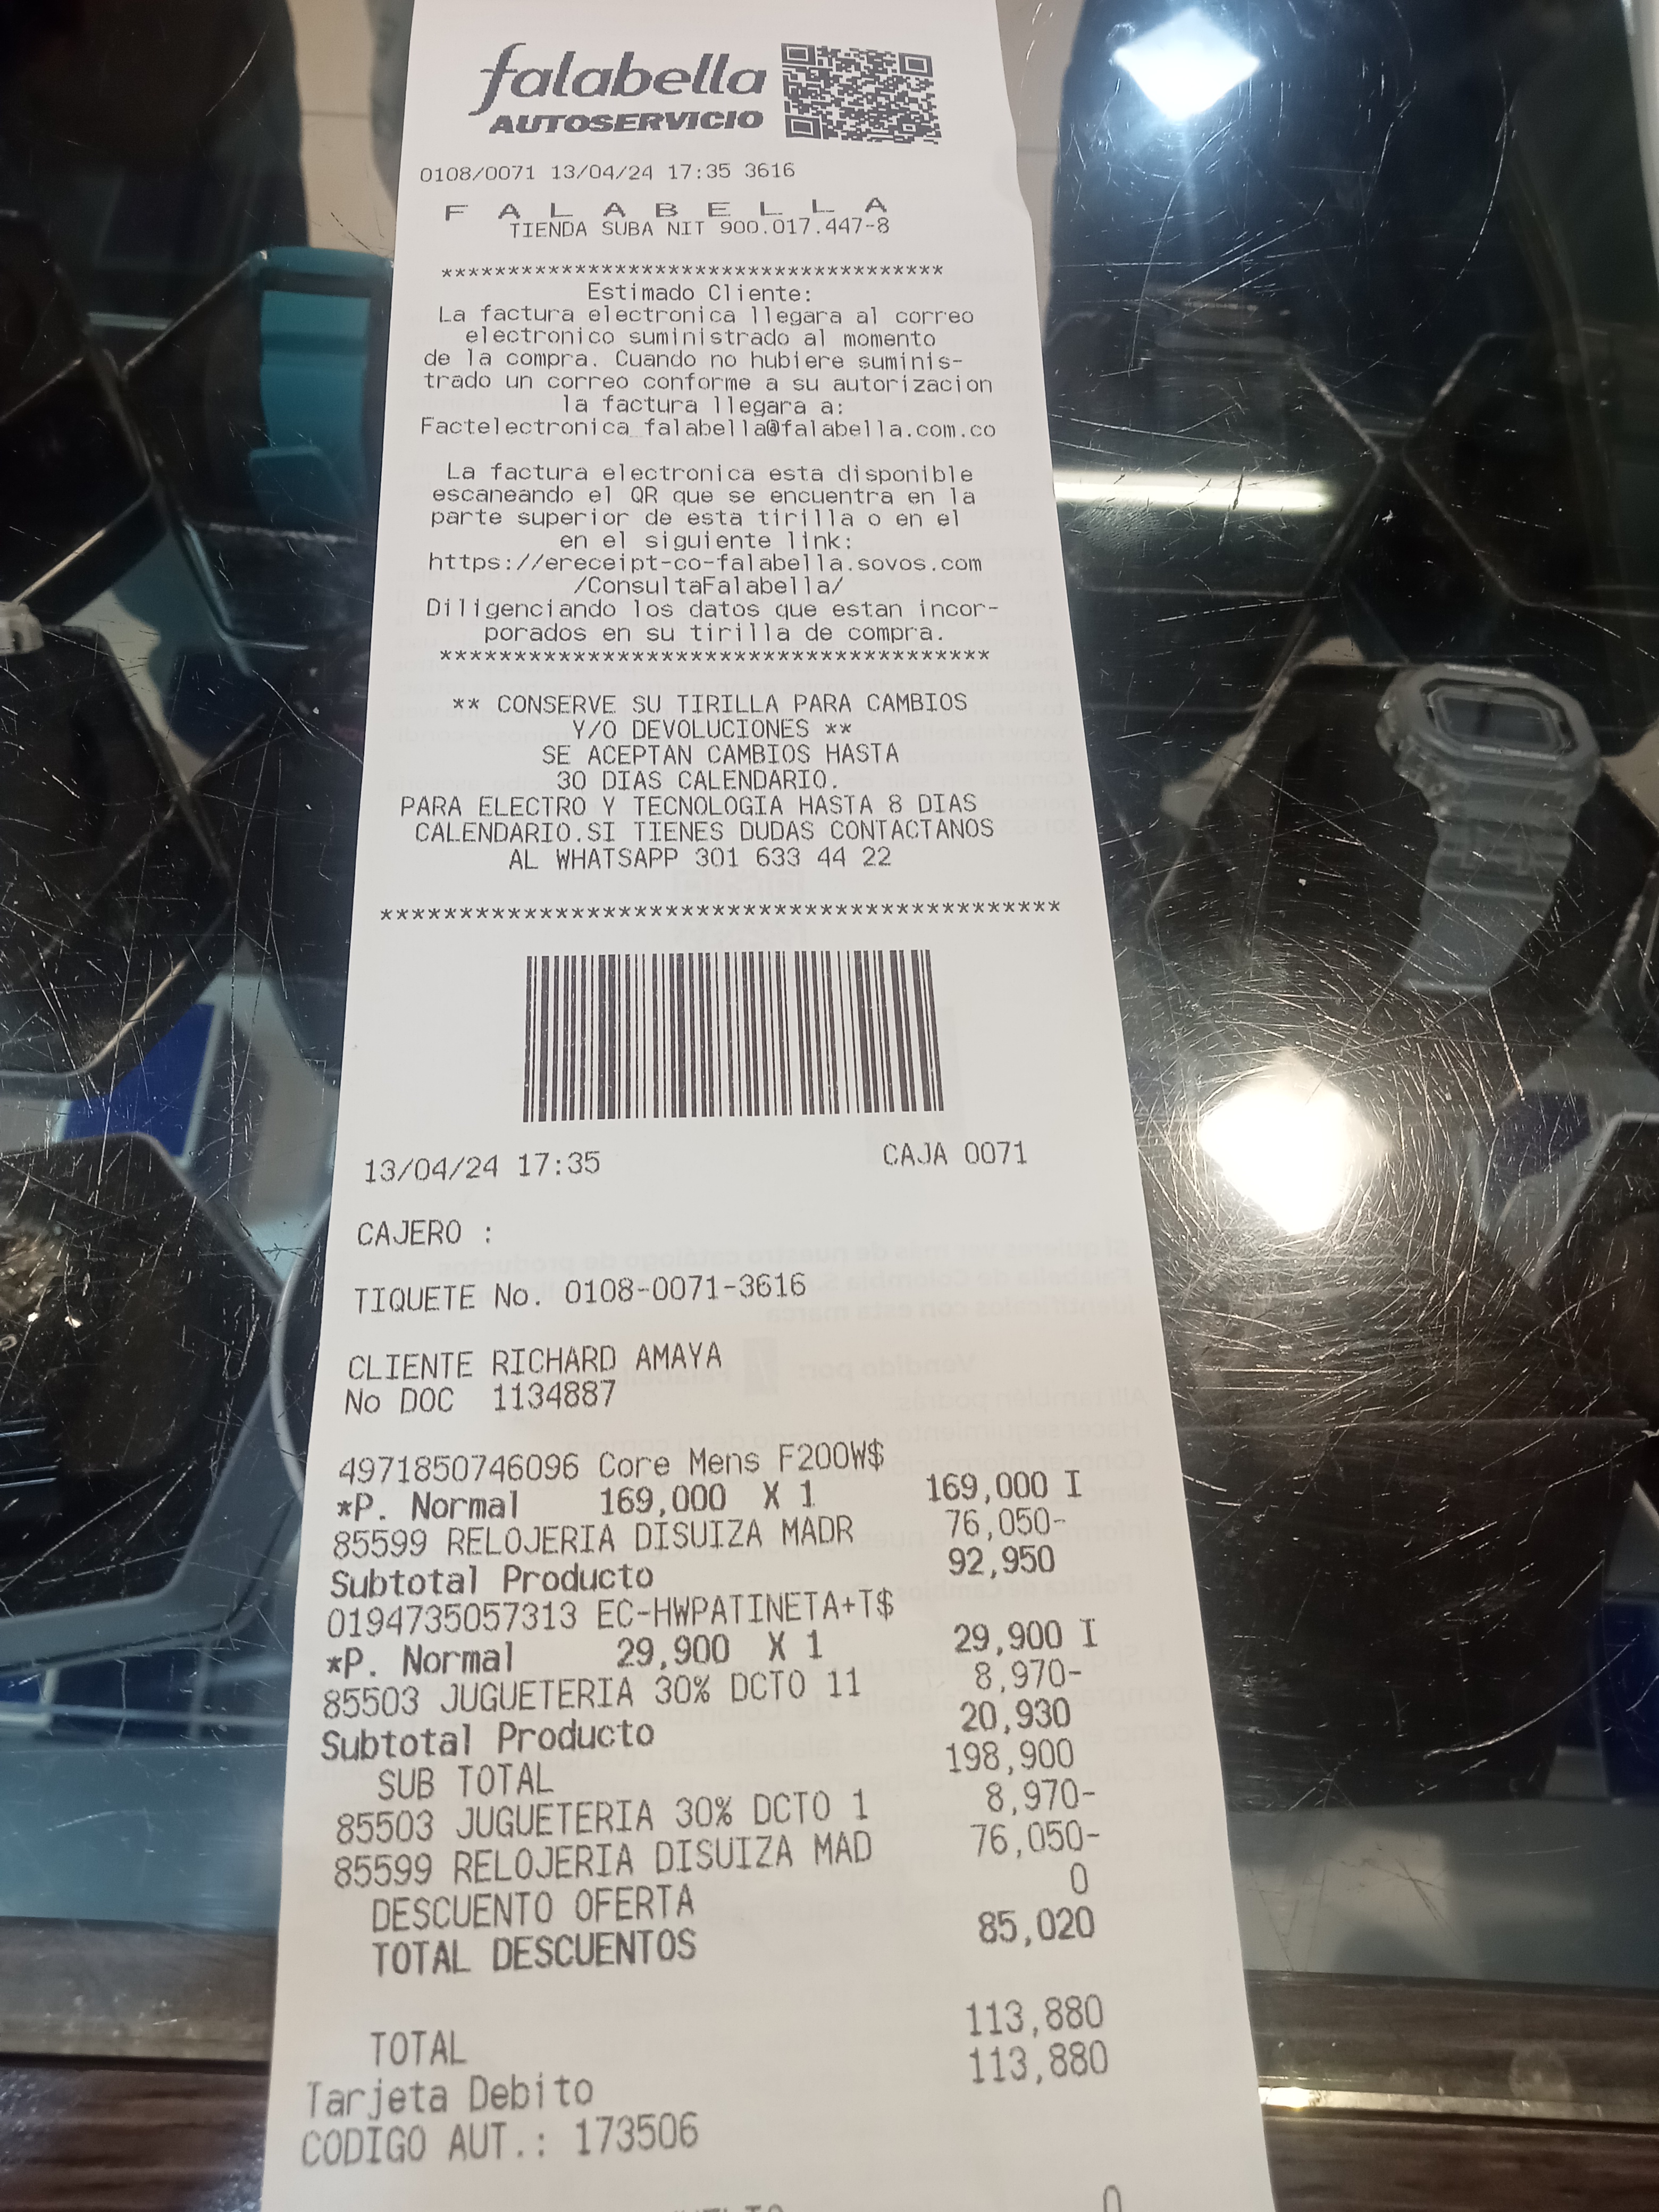 falabella
AUTOSERVICIO
0108/0071 13/04/24 17:35 3616
F A L A B E L L A
TIENDA SUBA NIT 900.017.447-8
**************************************
Estimado Cliente:
La factura electronica llegara al correo
electronico suministrado al momento
de la compra. Cuando no hubiere suminis-
trado un correo conforme a su autorizacion
la factura llegara a:
Factelectronica_falabella@falabella.com.co
La factura electronica esta disponible
escaneando el QR que se encuentra en la
parte superior de esta tirilla o en el
en el siguiente link:
https://ereceipt-co-falabella.sovos.com
/ConsultaFalabella/
Diligenciando los datos que estan incor-
porados en su tirilla de compra.
****************************************
** CONSERVE SU TIRILLA PARA CAMBIOS
Y/O DEVOLUCIONES **
SE ACEPTAN CAMBIOS HASTA
30 DIAS CALENDARIO.
PARA ELECTRO Y TECNOLOGIA HASTA 8 DIAS
CALENDARIO.SI TIENES DUDAS CONTACTANOS
AL WHATSAPP 301 633 44 22
********************************************
13/04/24 17:35 CAJA 0071
CAJERO :
TIQUETE No. 0108-0071-3616
CLIENTE RICHARD AMAYA
No DOC 1134887
4971850746096 Core Mens F200W$
*P. Normal 169,000 X 1 169,000 I
85599 RELOJERIA DISUIZA MADR 76,050-
Subtotal Producto 92,950
0194735057313 EC-HWPATINETA+T$
*P. Normal 29,900 X 1 29,900 I
85503 JUGUETERIA 30% DCTO 11 8,970-
Subtotal Producto 20,930
SUB TOTAL 198,900
85503 JUGUETERIA 30% DCTO 1 8,970-
85599 RELOJERIA DISUIZA MAD 76,050-
DESCUENTO OFERTA 0
TOTAL DESCUENTOS 85,020
TOTAL 113,880
Tarjeta Debito 113,880
CODIGO AUT.: 173506
0